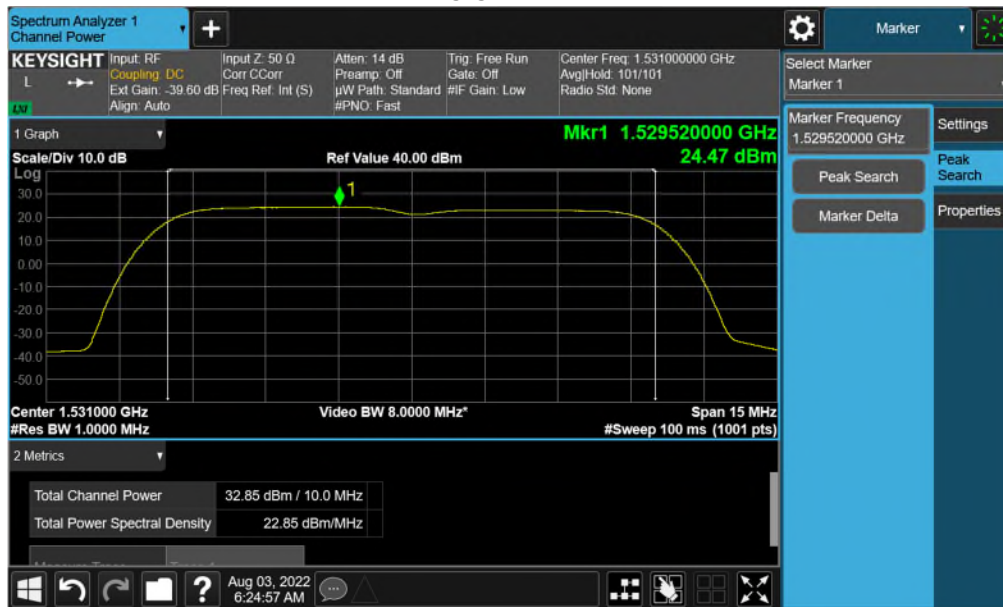 Spectrum Analyzer 1
Channel Power
+
Marker
KEYSIGHT
L
LXI
Input: RF
Coupling: DC
Ext Gain: -39.60 dB
Align: Auto
Input Z: 50 Ω
Corr CCorr
Freq Ref: Int (S)
Atten: 14 dB
Preamp: Off
µW Path: Standard
#PNO: Fast
Trig: Free Run
Gate: Off
#IF Gain: Low
Center Freq: 1.531000000 GHz
Avg|Hold: 101/101
Radio Std: None
Select Marker
Marker 1
Marker Frequency
1.529520000 GHz
Peak Search
Marker Delta
Settings
Peak
Search
Properties
1 Graph
Mkr1 1.529520000 GHz
24.47 dBm
Scale/Div 10.0 dB
Ref Value 40.00 dBm
Log
1
30.0
20.0
10.0
0.00
-10.0
-20.0
-30.0
-40.0
-50.0
Center 1.531000 GHz
Video BW 8.0000 MHz*
Span 15 MHz
#Res BW 1.0000 MHz
#Sweep 100 ms (1001 pts)
2 Metrics
Total Channel Power 32.85 dBm / 10.0 MHz
Total Power Spectral Density 22.85 dBm/MHz
?
Aug 03, 2022
6:24:57 AM